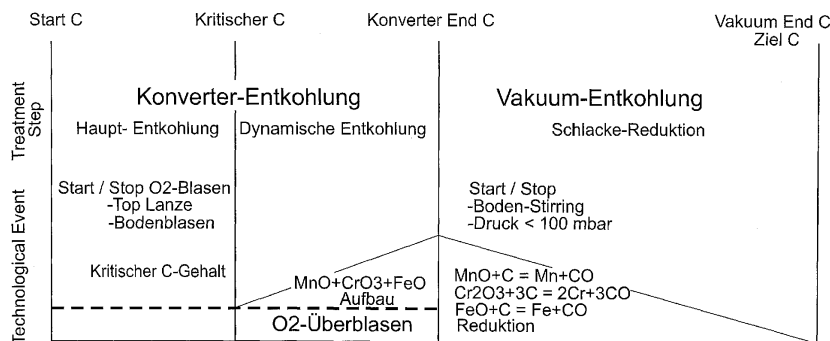 Start C
Kritischer C
Konverter End C
Vakuum End C
Ziel C
Treatment
Step
Konverter-Entkohlung
Vakuum-Entkohlung
Haupt- Entkohlung
Dynamische Entkohlung
Schlacke-Reduktion
Technological Event
Start / Stop O2-Blasen
-Top Lanze
-Bodenblasen
Start / Stop
-Boden-Stirring
-Druck < 100 mbar
Kritischer C-Gehalt
MnO+CrO3+FeO
Aufbau
MnO+C = Mn+CO
Cr2O3+3C = 2Cr+3CO
FeO+C = Fe+CO
Reduktion
O2-Überblasen